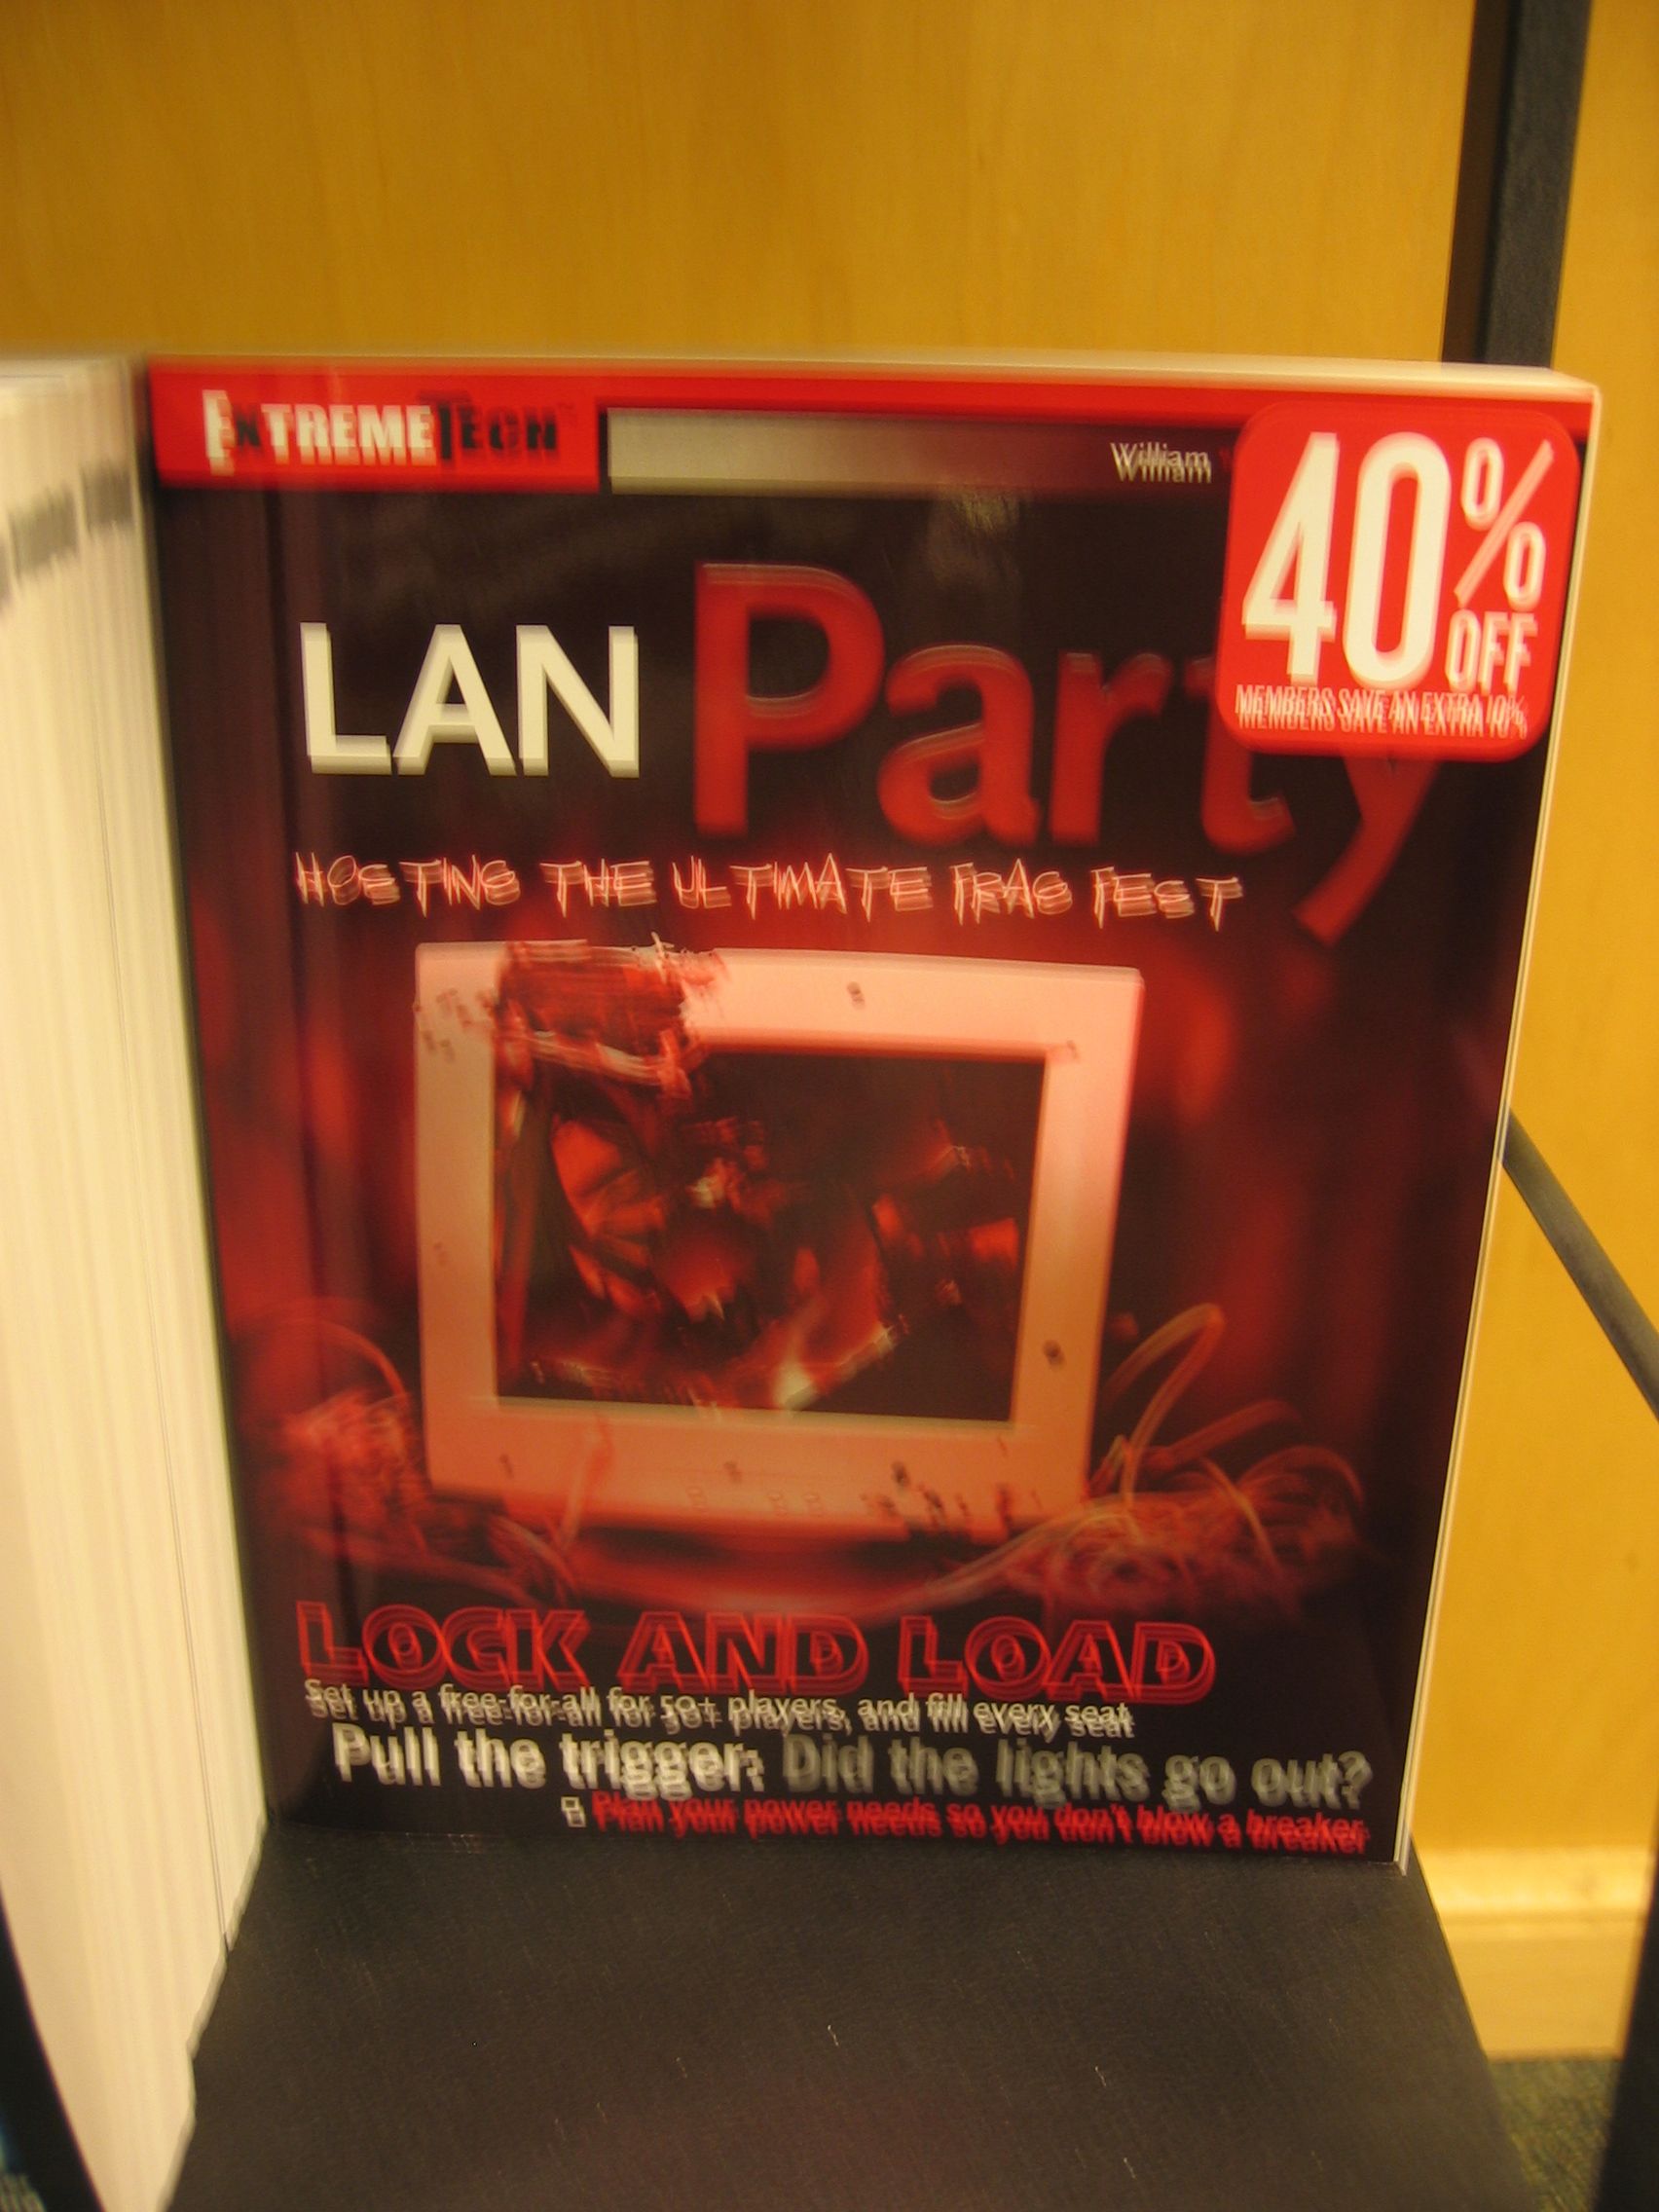 EXTREMETECH™
William
40% OFF
MEMBERS SAVE AN EXTRA 10%
LAN Party
HOSTING THE ULTIMATE FRAG FEST
LOCK AND LOAD
Set up a free-for-all for 50+ players, and fill every seat
Pull the trigger: Did the lights go out?
Plan your power needs so you don't blow a breaker